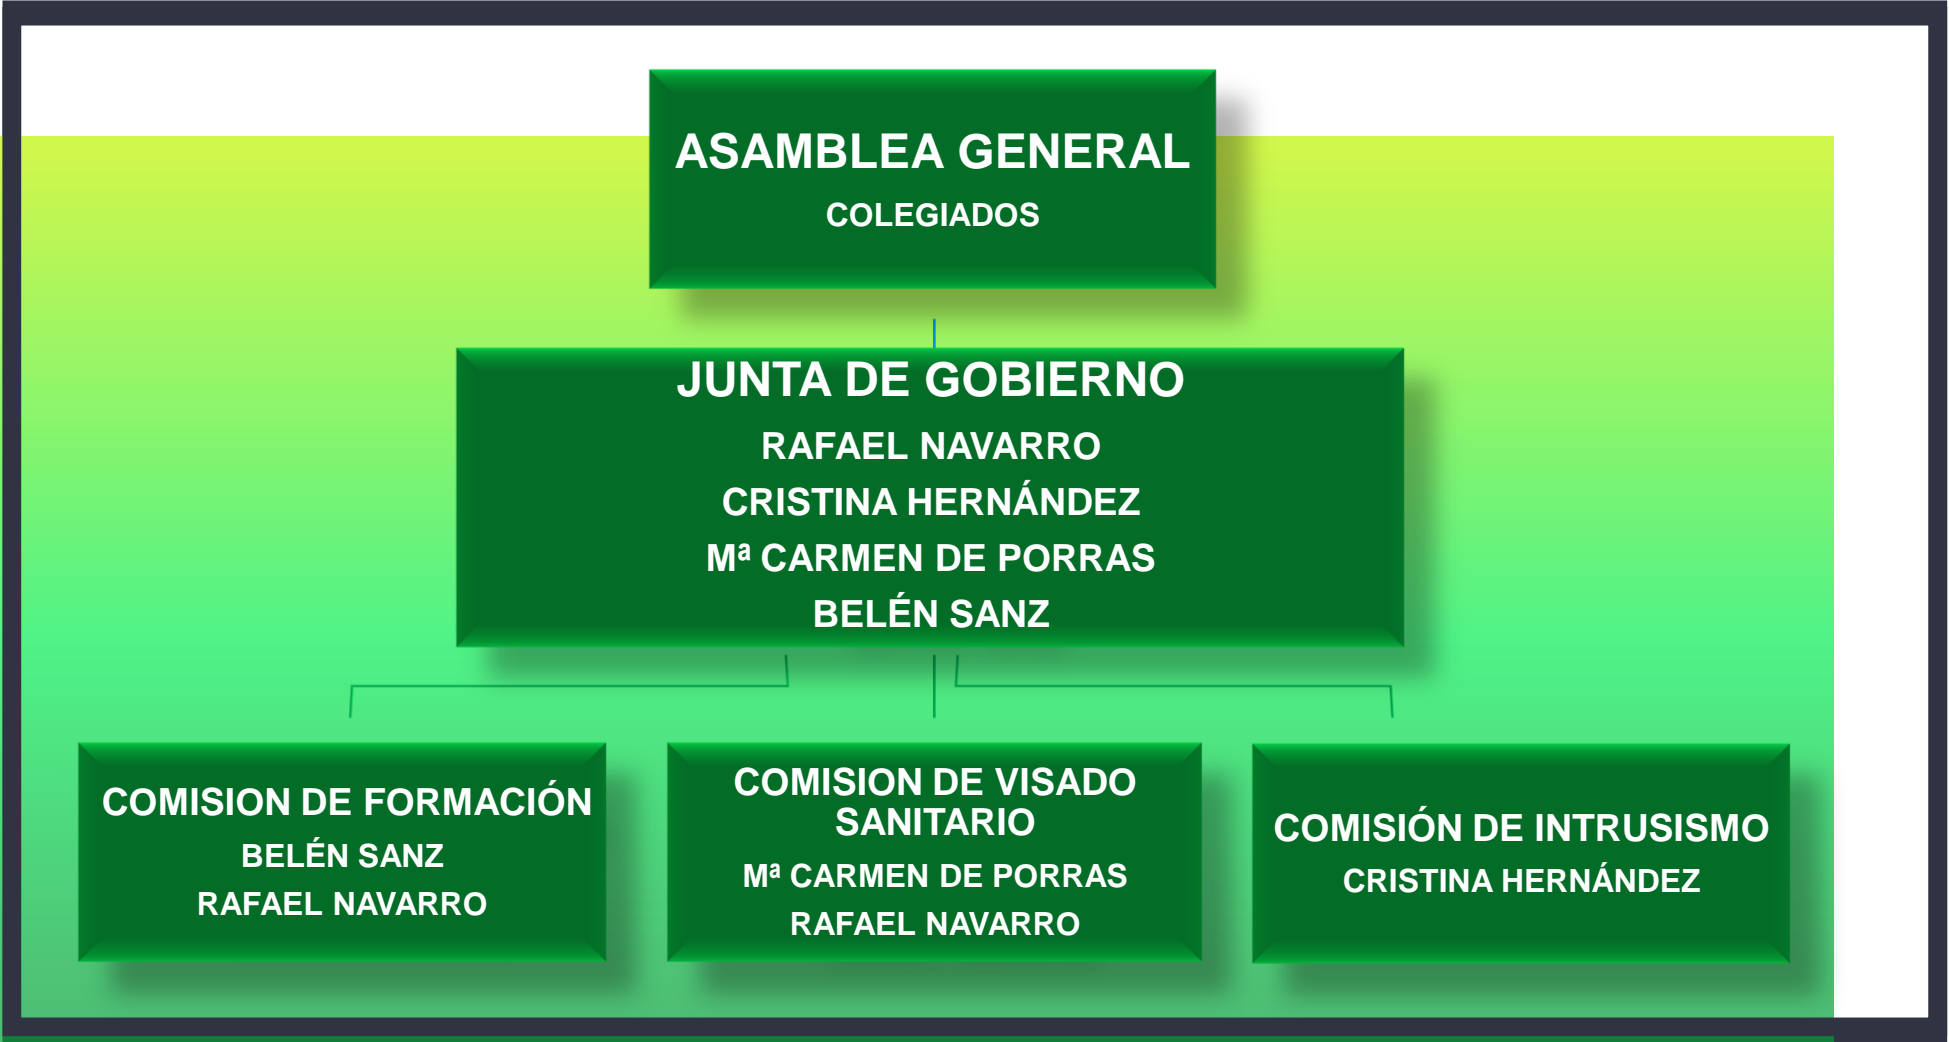 ASAMBLEA GENERAL
COLEGIADOS
JUNTA DE GOBIERNO
RAFAEL NAVARRO
CRISTINA HERNÁNDEZ
Mª CARMEN DE PORRAS
BELÉN SANZ
COMISION DE FORMACIÓN
BELÉN SANZ
RAFAEL NAVARRO
COMISION DE VISADO
SANITARIO
Mª CARMEN DE PORRAS
RAFAEL NAVARRO
COMISIÓN DE INTRUSISMO
CRISTINA HERNÁNDEZ